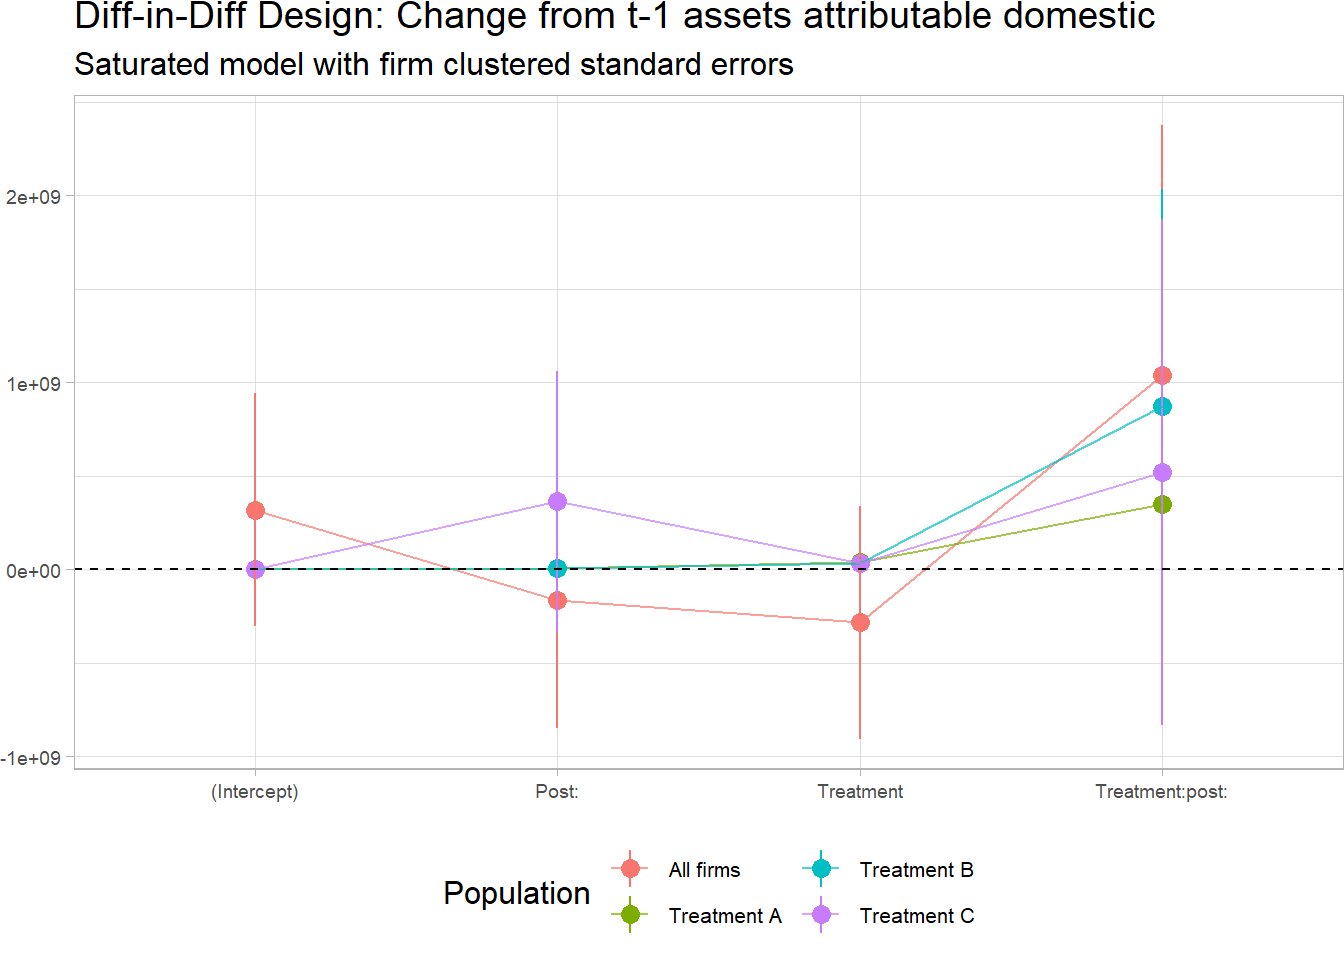 Diff-in-Diff Design: Change from t-1 assets attributable domestic
Saturated model with firm clustered standard errors
2e+09
1e+09
0e+00
-1e+09
(Intercept)
Post:
Treatment
Treatment:post:
Population
All firms
Treatment A
Treatment B
Treatment C